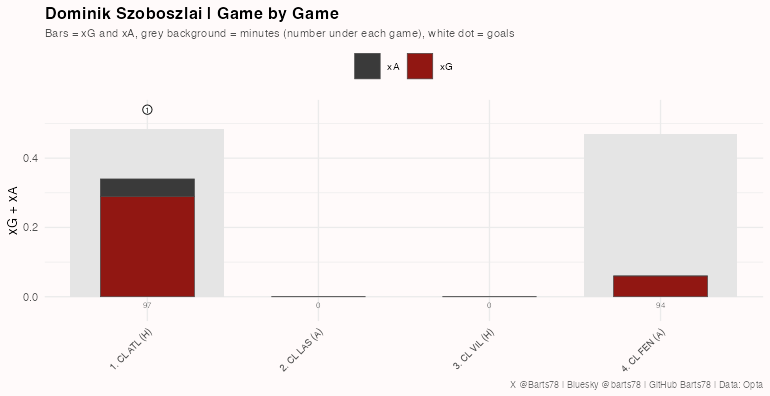 Dominik Szoboszlai | Game by Game
Bars = xG and xA, grey background = minutes (number under each game), white dot = goals
xA xG
1
xG + xA
0.4
0.2
0.0
97 0 0 94
1. CL ATL (H) 2. CL LAS (A) 3. CL VIL (H) 4. CL FEN (A)
X @Barts78 | Bluesky @barts78 | GitHub Barts78 | Data: Opta